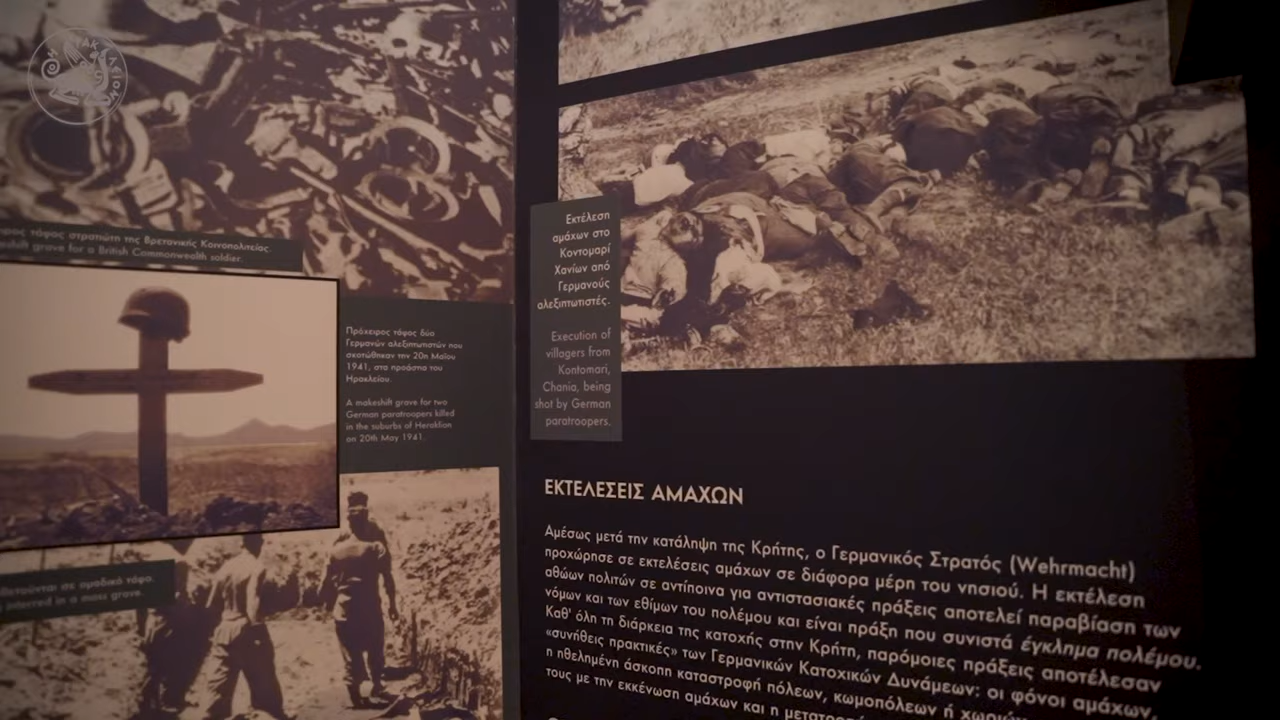 τάφος στρατιώτη της Βρετανικής Κοινοπολιτείας.
grave for a British Commonwealth soldier.
Πρόχειρος τάφος δύο
Γερμανών αλεξιπτωτιστών που
σκοτώθηκαν την 20η Μαΐου
1941, στα προάστια του
Ηρακλείου.
A makeshift grave for two
German paratroopers killed
in the suburbs of Heraklion
on 20th May 1941.
σε ομαδικό τάφο.
interred in a mass grave.
Εκτέλεση
αμάχων στο
Κοντομαρί
Χανίων από
Γερμανούς
αλεξιπτωτιστές.
Execution of
villagers from
Kontomari,
Chania, being
shot by German
paratroopers.
ΕΚΤΕΛΕΣΕΙΣ ΑΜΑΧΩΝ
Αμέσως μετά την κατάληψη της Κρήτης, ο Γερμανικός Στρατός (Wehrmacht)
προχώρησε σε εκτελέσεις αμάχων σε διάφορα μέρη του νησιού. Η εκτέλεση
αθώων πολιτών σε αντίποινα για αντιστασιακές πράξεις αποτελεί παραβίαση των
νόμων και των εθίμων του πολέμου και είναι πράξη που συνιστά έγκλημα πολέμου.
Καθ' όλη τη διάρκεια της κατοχής στην Κρήτη, παρόμοιες πράξεις αποτέλεσαν
«συνήθεις πρακτικές» των Γερμανικών Κατοχικών Δυνάμεων: οι φόνοι αμάχων,
η ηθελημένη άσκοπη καταστροφή πόλεων, κωμοπόλεων ή
τους με την εκκένωση αμάχων και η